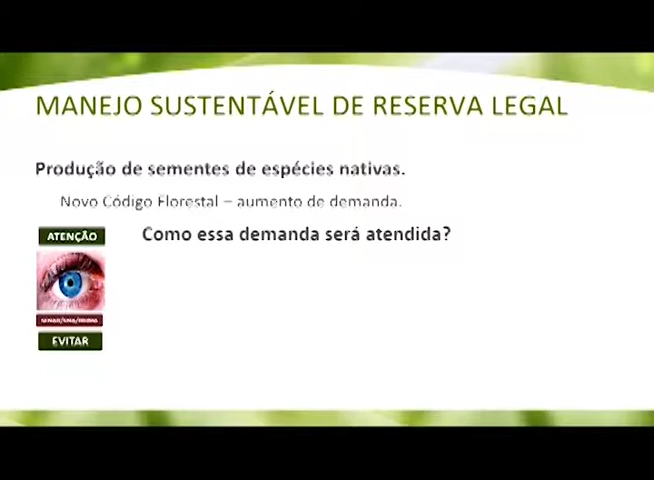 MANEJO SUSTENTÁVEL DE RESERVA LEGAL
Produção de sementes de espécies nativas.
Novo Código Florestal – aumento de demanda.
ATENÇÃO
Como essa demanda será atendida?
EVITAR